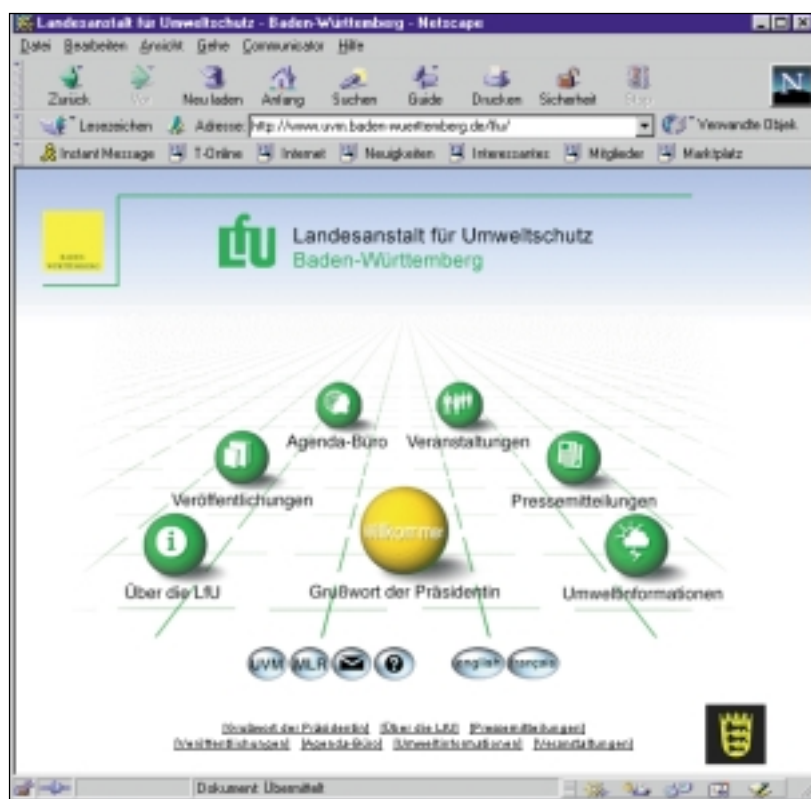 Landesanstalt für Umweltschutz - Baden-Württemberg - Netscape
Datei Bearbeiten Ansicht Gehe Communicator Hilfe
Zurück Vor Neu laden Anfang Suchen Guide Drucken Sicherheit Stop
Lesezeichen Adresse: http://www.uvm.baden-wuerttemberg.de/lfu/ Verwandte Objek
Instant Message T-Online Internet Neuigkeiten Interessantes Mitglieder Marktplatz
BADEN
WÜRTTEMBERG
LfU Landesanstalt für Umweltschutz
Baden-Württemberg
Agenda-Büro Veranstaltungen
Veröffentlichungen Pressemitteilungen
Willkommen
Über die LfU Grußwort der Präsidentin Umweltinformationen
UVM MLR ? english français
[Grußwort der Präsidentin] [Über die LfU] [Pressemitteilungen]
[Veröffentlichungen] [Agenda-Büro] [Umweltinformationen] [Veranstaltungen]
Dokument: Übermittelt